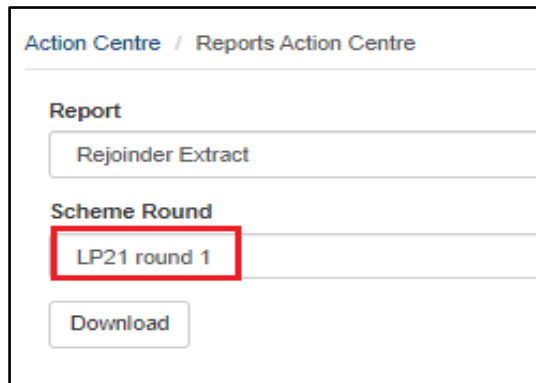 Action Centre / Reports Action Centre
Report
Rejoinder Extract
Scheme Round
LP21 round 1
Download